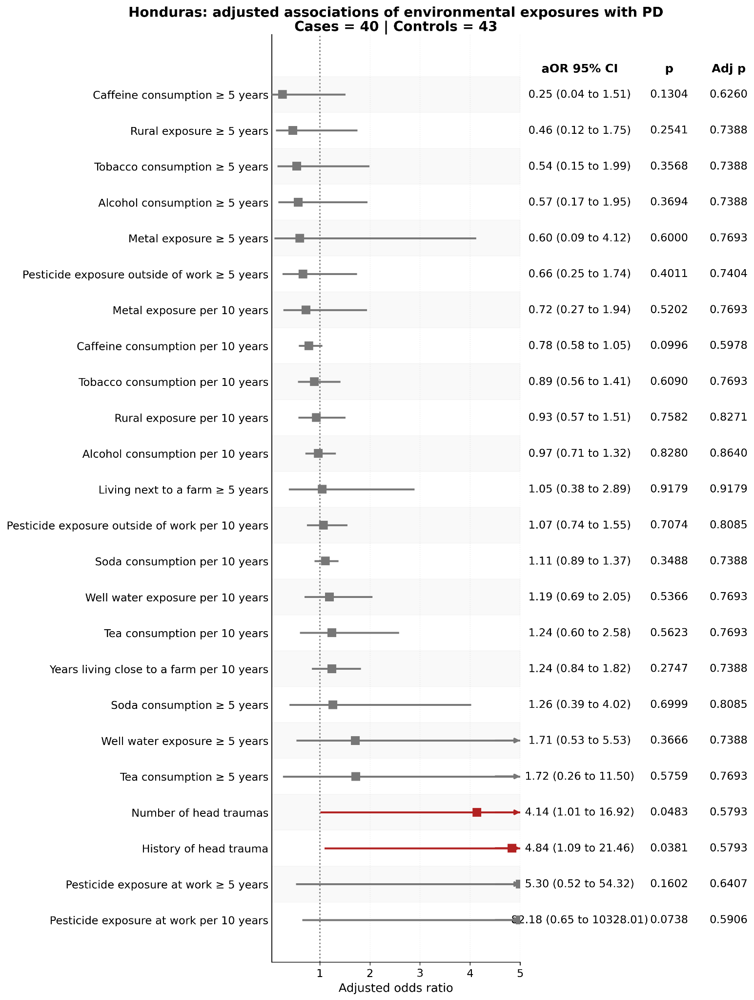 Honduras: adjusted associations of environmental exposures with PD
Cases = 40 | Controls = 43
aOR 95% CI p Adj p
Caffeine consumption ≥ 5 years 0.25 (0.04 to 1.51) 0.1304 0.6260
Rural exposure ≥ 5 years 0.46 (0.12 to 1.75) 0.2541 0.7388
Tobacco consumption ≥ 5 years 0.54 (0.15 to 1.99) 0.3568 0.7388
Alcohol consumption ≥ 5 years 0.57 (0.17 to 1.95) 0.3694 0.7388
Metal exposure ≥ 5 years 0.60 (0.09 to 4.12) 0.6000 0.7693
Pesticide exposure outside of work ≥ 5 years 0.66 (0.25 to 1.74) 0.4011 0.7404
Metal exposure per 10 years 0.72 (0.27 to 1.94) 0.5202 0.7693
Caffeine consumption per 10 years 0.78 (0.58 to 1.05) 0.0996 0.5978
Tobacco consumption per 10 years 0.89 (0.56 to 1.41) 0.6090 0.7693
Rural exposure per 10 years 0.93 (0.57 to 1.51) 0.7582 0.8271
Alcohol consumption per 10 years 0.97 (0.71 to 1.32) 0.8280 0.8640
Living next to a farm ≥ 5 years 1.05 (0.38 to 2.89) 0.9179 0.9179
Pesticide exposure outside of work per 10 years 1.07 (0.74 to 1.55) 0.7074 0.8085
Soda consumption per 10 years 1.11 (0.89 to 1.37) 0.3488 0.7388
Well water exposure per 10 years 1.19 (0.69 to 2.05) 0.5366 0.7693
Tea consumption per 10 years 1.24 (0.60 to 2.58) 0.5623 0.7693
Years living close to a farm per 10 years 1.24 (0.84 to 1.82) 0.2747 0.7388
Soda consumption ≥ 5 years 1.26 (0.39 to 4.02) 0.6999 0.8085
Well water exposure ≥ 5 years 1.71 (0.53 to 5.53) 0.3666 0.7388
Tea consumption ≥ 5 years 1.72 (0.26 to 11.50) 0.5759 0.7693
Number of head traumas 4.14 (1.01 to 16.92) 0.0483 0.5793
History of head trauma 4.84 (1.09 to 21.46) 0.0381 0.5793
Pesticide exposure at work ≥ 5 years 5.30 (0.52 to 54.32) 0.1602 0.6407
Pesticide exposure at work per 10 years 82.18 (0.65 to 10328.01) 0.0738 0.5906
1 2 3 4 5
Adjusted odds ratio